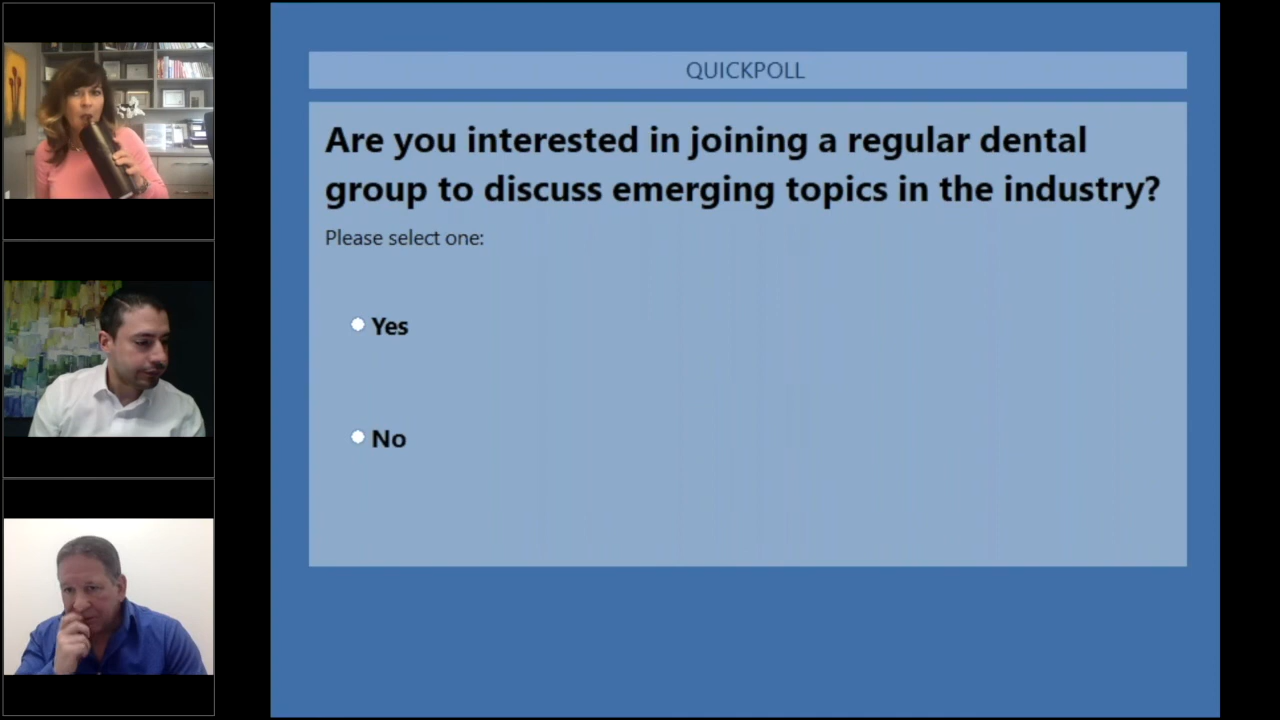 QUICKPOLL
Are you interested in joining a regular dental
group to discuss emerging topics in the industry?
Please select one:
Yes
No